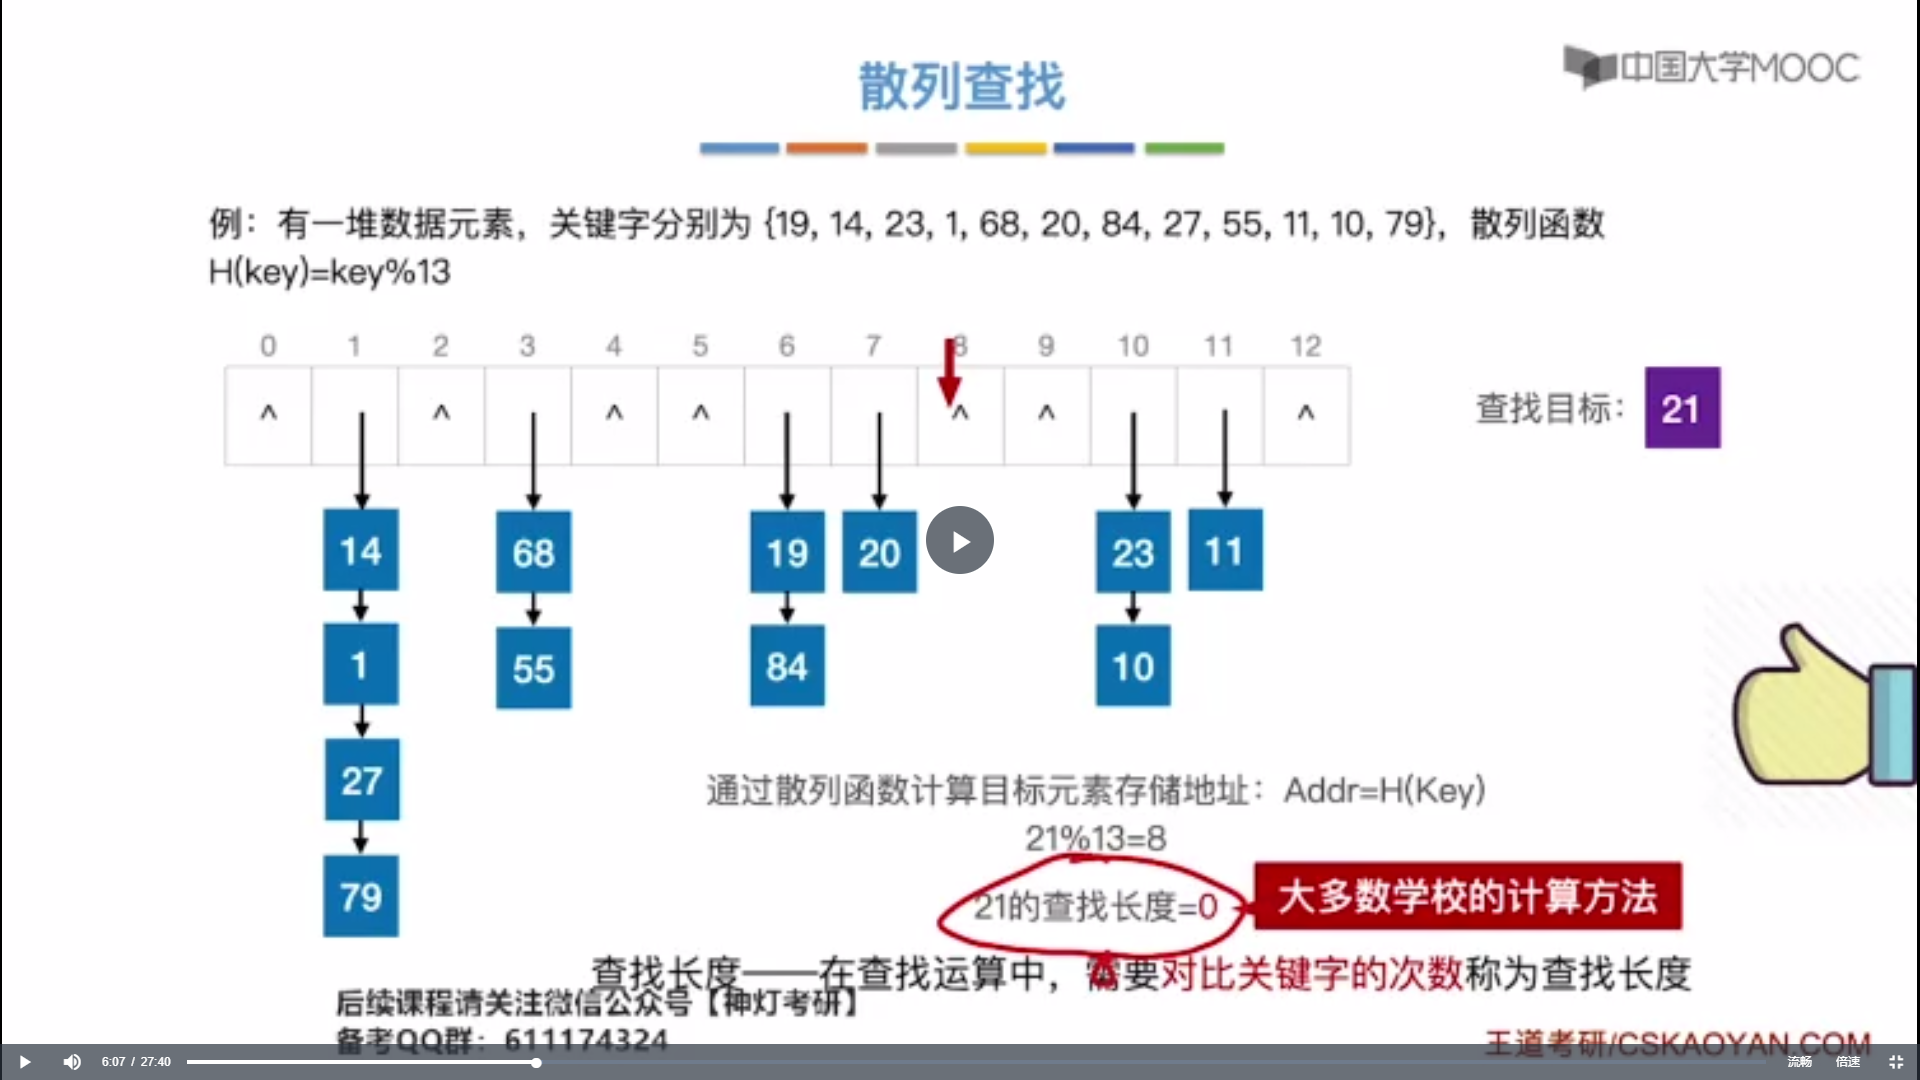 中国大学MOOC
散列查找
例：有一堆数据元素，关键字分别为 {19, 14, 23, 1, 68, 20, 84, 27, 55, 11, 10, 79}，散列函数
H(key)=key%13
0 1 2 3 4 5 6 7 8 9 10 11 12
^ ^ ^ ^ ^ ^ ^
查找目标： 21
14 68 19 20 23 11
1 55 84 10
27
79
通过散列函数计算目标元素存储地址：Addr=H(Key)
21%13=8
21的查找长度=0
大多数学校的计算方法
查找长度——在查找运算中，需要对比关键字的次数称为查找长度
后续课程请关注微信公众号【神灯考研】
备考QQ群：611174324
王道考研/CSKAOYAN.COM
6:07 / 27:40
流畅 倍速